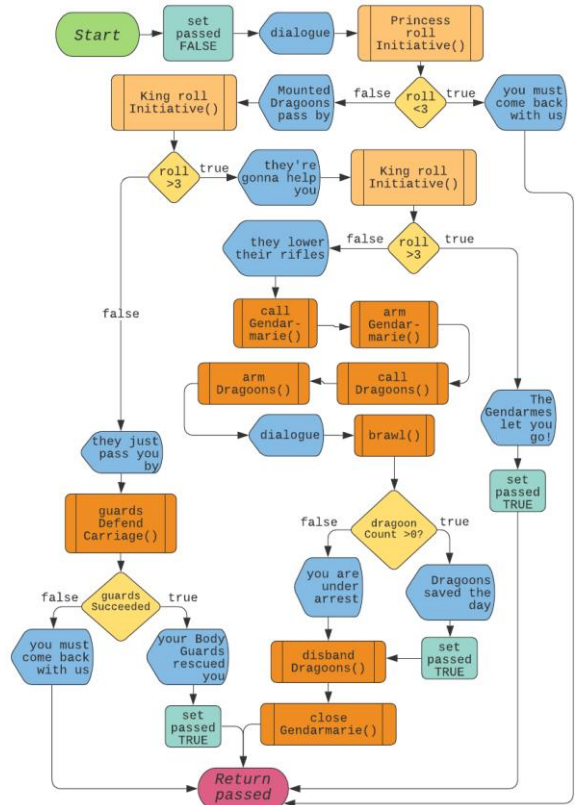 Start
set
passed
FALSE
dialogue
Princess
roll
Initiative()
King roll
Initiative()
Mounted
Dragoons
pass by
false
roll
<3
true
you must
come back
with us
roll
>3
true
they're
gonna help
you
King roll
Initiative()
they lower
their rifles
false
roll
>3
true
false
call
Gendar-
marie()
arm
Gendar-
marie()
arm
Dragoons()
call
Dragoons()
The
Gendarmes
let you
go!
they just
pass you
by
dialogue
brawl()
set
passed
TRUE
guards
Defend
Carriage()
false
dragoon
Count >0?
true
you are
under
arrest
Dragoons
saved the
day
false
guards
Succeeded
true
you must
come back
with us
your Body
Guards
rescued
you
disband
Dragoons()
set
passed
TRUE
set
passed
TRUE
close
Gendarmarie()
Return
passed